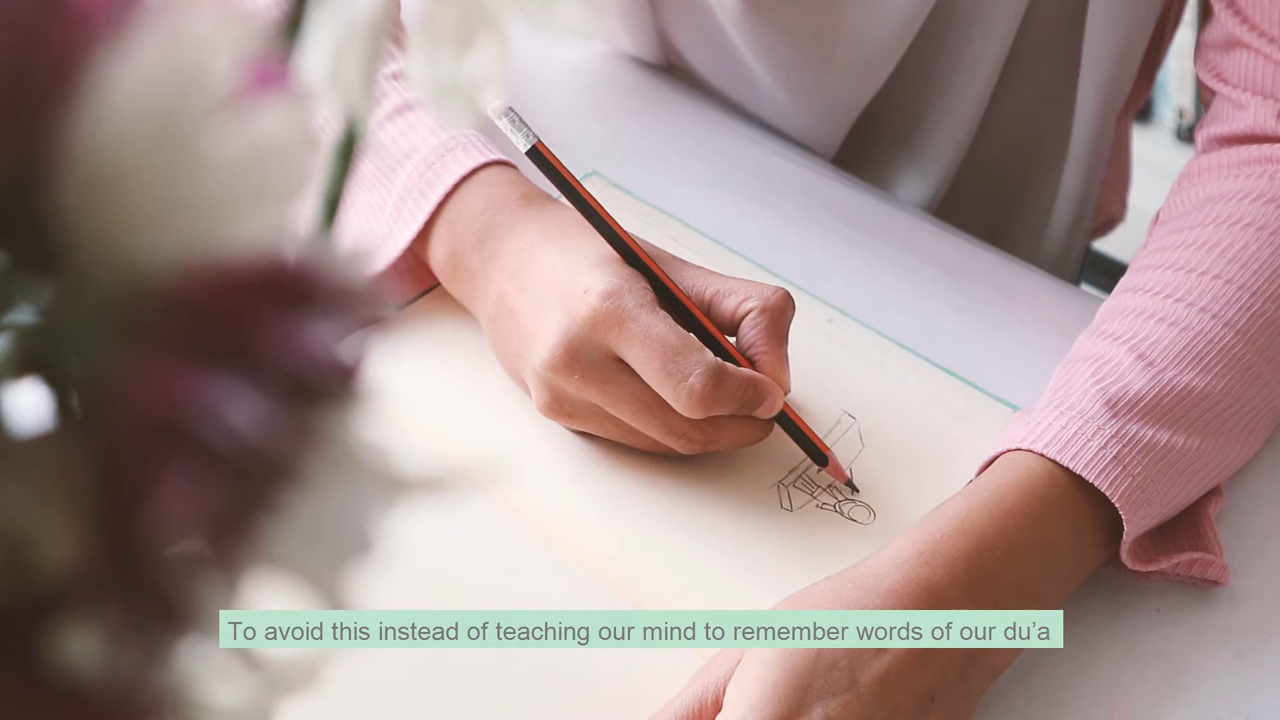 To avoid this instead of teaching our mind to remember words of our du’a